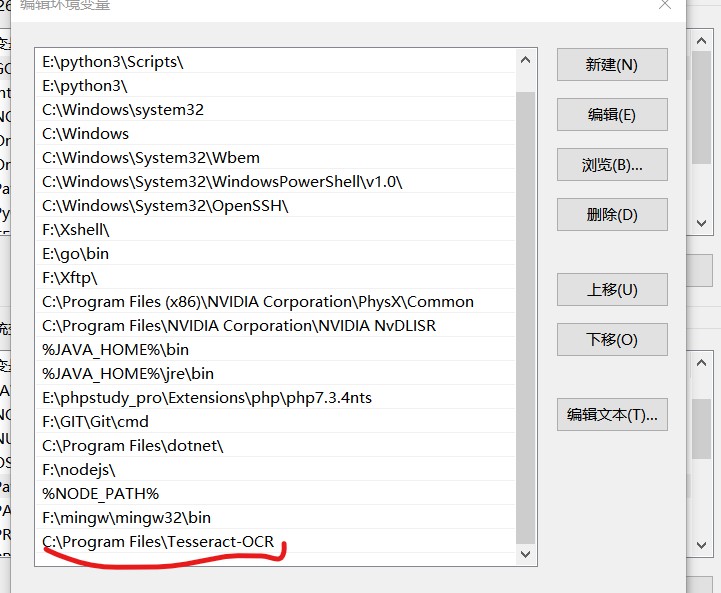 编辑环境变量
E:\python3\Scripts\
E:\python3\
C:\Windows\system32
C:\Windows
C:\Windows\System32\Wbem
C:\Windows\System32\WindowsPowerShell\v1.0\
C:\Windows\System32\OpenSSH\
F:\Xshell\
E:\go\bin
F:\Xftp\
C:\Program Files (x86)\NVIDIA Corporation\PhysX\Common
C:\Program Files\NVIDIA Corporation\NVIDIA NvDLISR
%JAVA_HOME%\bin
%JAVA_HOME%\jre\bin
E:\phpstudy_pro\Extensions\php\php7.3.4nts
F:\GIT\Git\cmd
C:\Program Files\dotnet\
F:\nodejs\
%NODE_PATH%
F:\mingw\mingw32\bin
C:\Program Files\Tesseract-OCR
新建(N)
编辑(E)
浏览(B)...
删除(D)
上移(U)
下移(O)
编辑文本(T)...